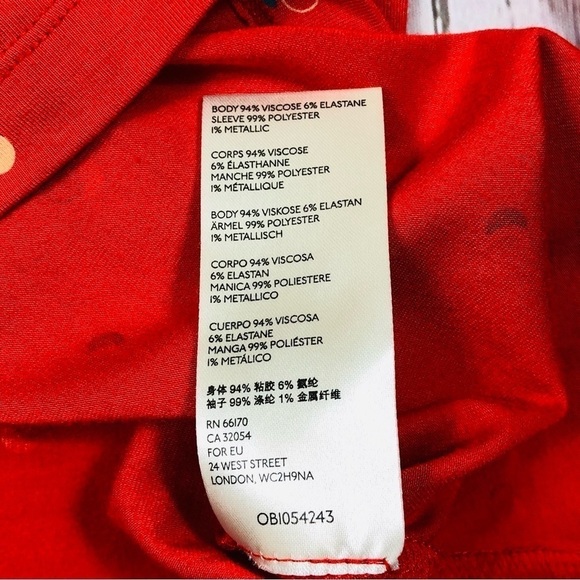 BODY 94% VISCOSE 6% ELASTANE
SLEEVE 99% POLYESTER
1% METALLIC
CORPS 94% VISCOSE
6% ÉLASTHANNE
MANCHE 99% POLYESTER
1% MÉTALLIQUE
BODY 94% VISKOSE 6% ELASTAN
ÄRMEL 99% POLYESTER
1% METALLISCH
CORPO 94% VISCOSA
6% ELASTAN
MANICA 99% POLIESTERE
1% METALLICO
CUERPO 94% VISCOSA
6% ELASTANE
MANGA 99% POLIÉSTER
1% METÁLICO
身体 94% 粘胶 6% 氨纶
袖子 99% 涤纶 1% 金属纤维
RN 66170
CA 32054
FOR EU
24 WEST STREET
LONDON, WC2H9NA
OB1054243